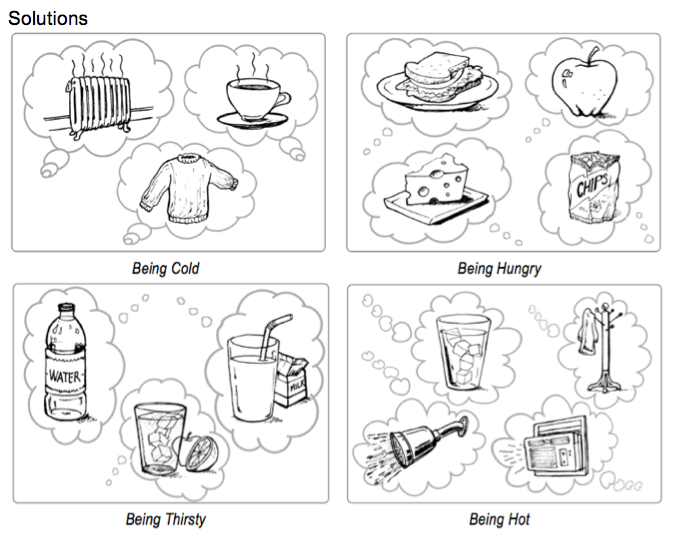 Solutions
CHIPS
Being Cold
Being Hungry
WATER
MILK
Being Thirsty
Being Hot